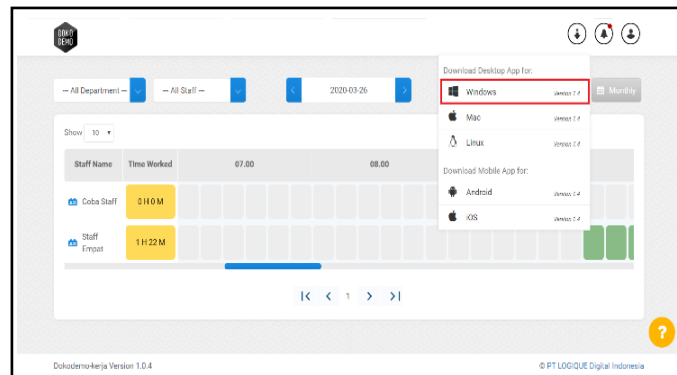 DOKO
DEMO
Download Desktop App for:
-- All Department --
-- All Staff --
2020-03-26
Windows
Monthly
Mac
Linux
Show 10
Download Mobile App for:
Staff Name Time Worked 07.00 08.00
Android
iOS
Coba Staff 0 H 0 M
Staff
Empat
1 H 22 M
1
?
Dokodemo-kerja Version 1.0.4
© PT LOGIQUE Digital Indonesia